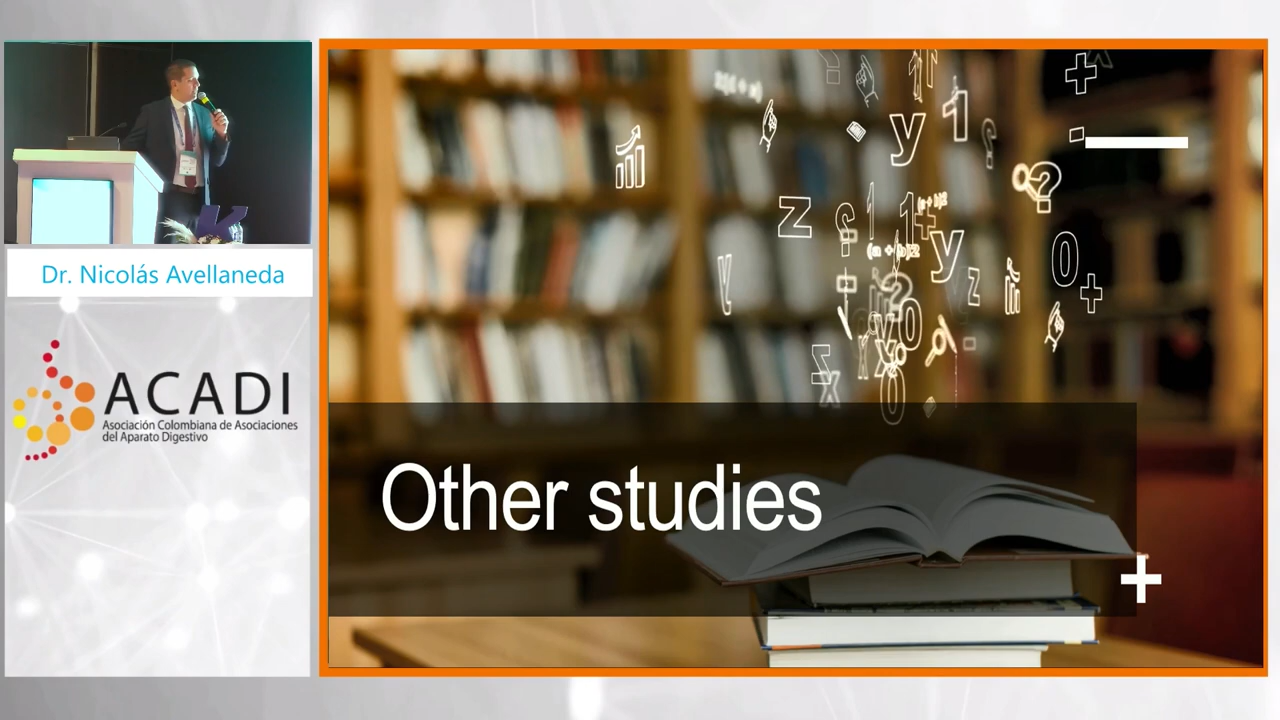 Dr. Nicolás Avellaneda
ACADI
Asociación Colombiana de Asociaciones
del Aparato Digestivo
Other studies